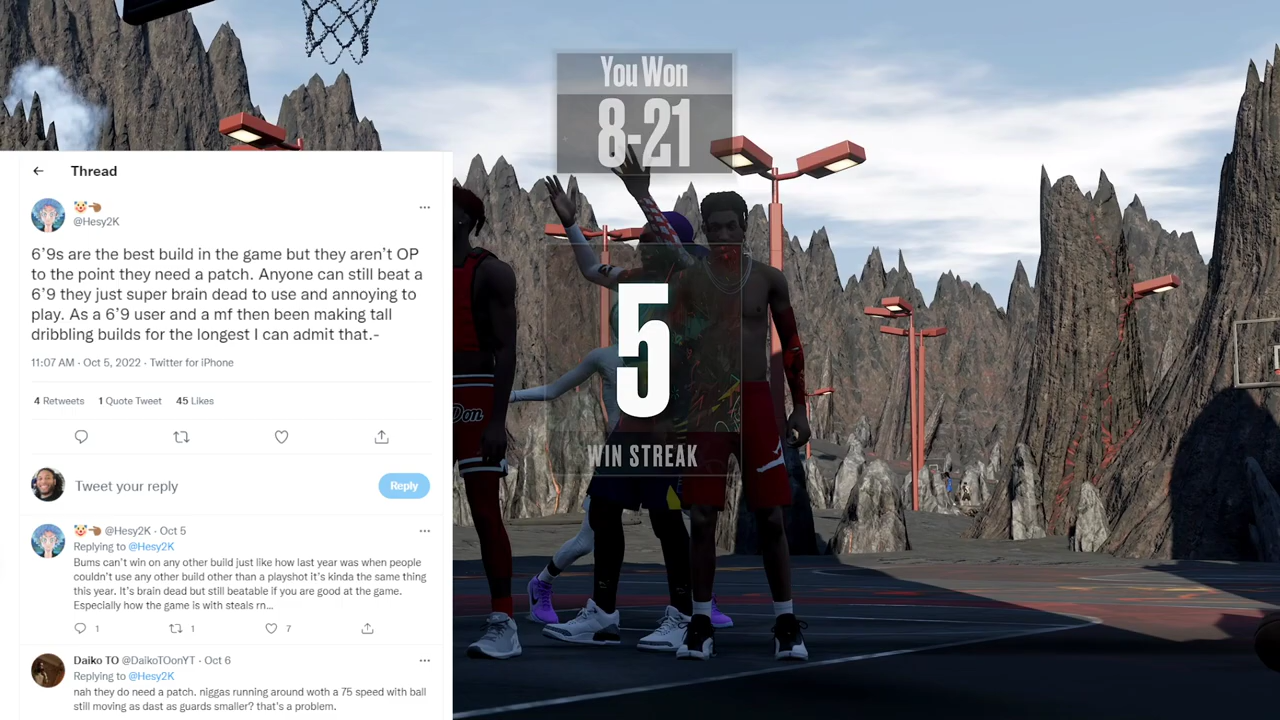 You Won
8-21
5
WIN STREAK
Don
Thread
@Hesy2K
6'9s are the best build in the game but they aren't OP
to the point they need a patch. Anyone can still beat a
6'9 they just super brain dead to use and annoying to
play. As a 6'9 user and a mf then been making tall
dribbling builds for the longest I can admit that.-
11:07 AM · Oct 5, 2022 · Twitter for iPhone
4 Retweets 1 Quote Tweet 45 Likes
Tweet your reply
Reply
@Hesy2K · Oct 5
Replying to @Hesy2K
Bums can't win on any other build just like how last year was when people
couldn't use any other build other than a playshot it's kinda the same thing
this year. It's brain dead but still beatable if you are good at the game.
Especially how the game is with steals rn...
1 1 7
Daiko TO @DaikoTOonYT · Oct 6
Replying to @Hesy2K
nah they do need a patch. niggas running around woth a 75 speed with ball
still moving as dast as guards smaller? that's a problem.